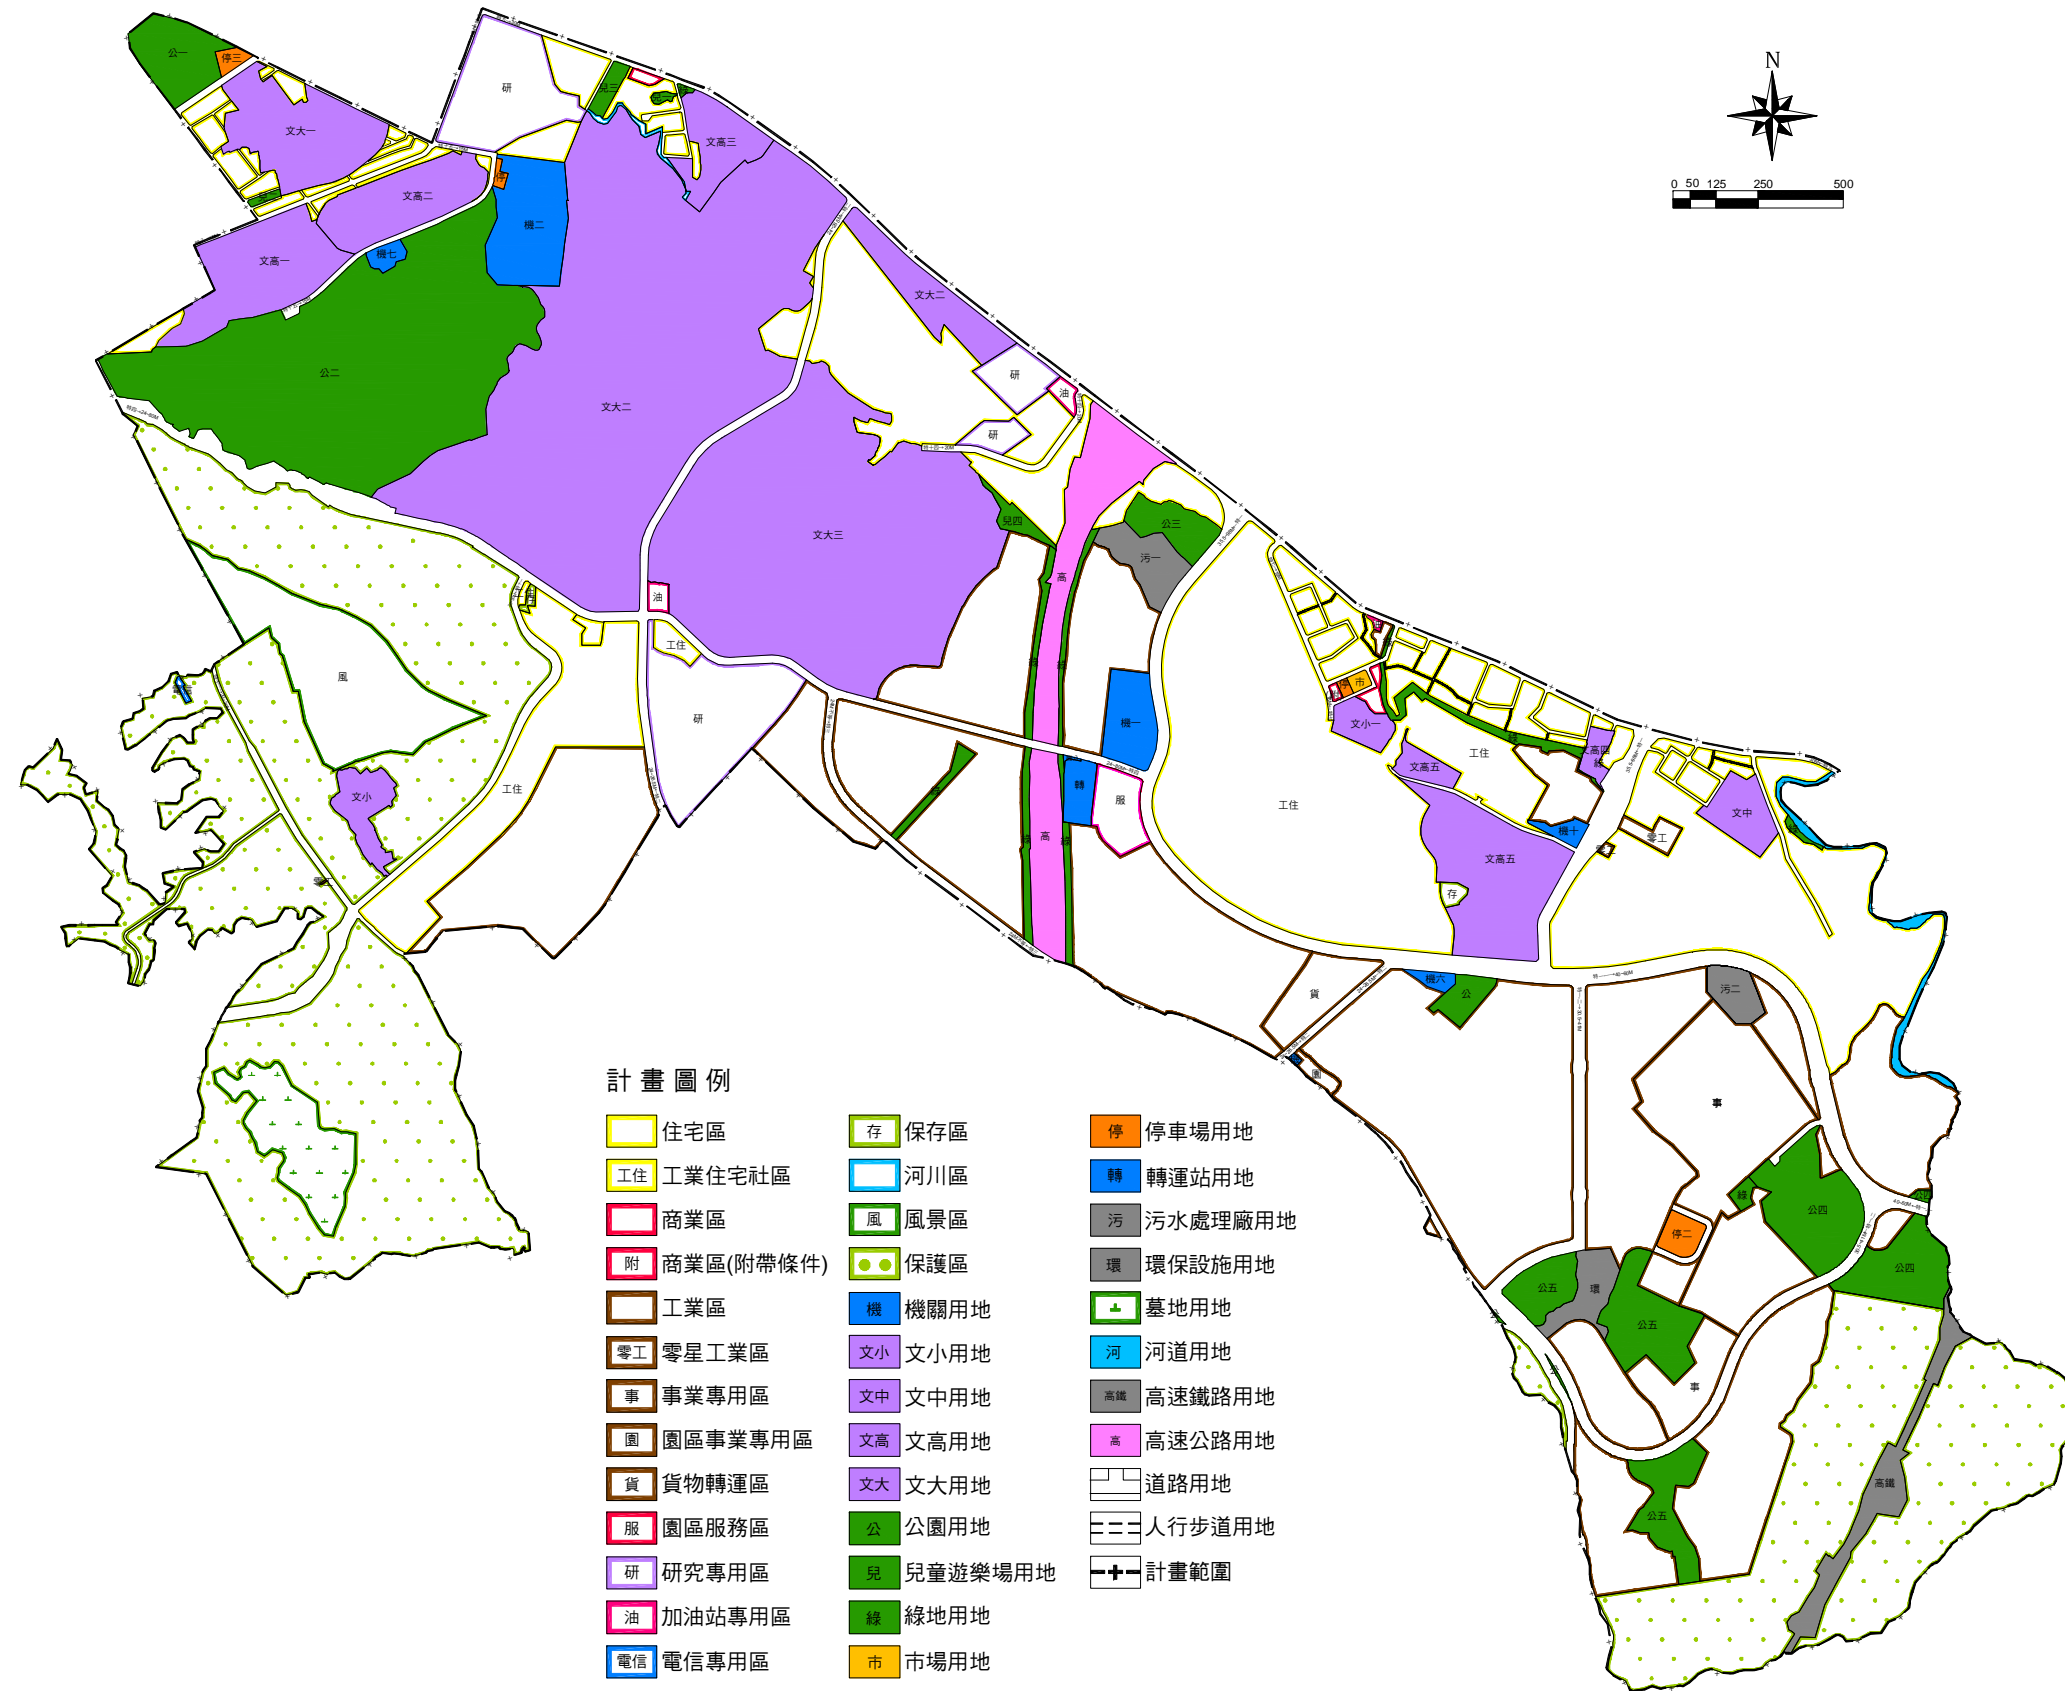 N
0 50 125 250 500
公一
停三
文大一
研
兒三
文高三
文高二
機二
機七
文高一
公二
文大二
文大二
研
油
研
兒四
公三
污一
高
文大三
油
工住
風
研
電信
文小
工住
零工
機一
轉
服
高
綠
綠
工住
市
停
文小一
工住
綠
文高四
綠
文高五
機十
零工
文中
文高五
存
貨
機六
公
園
污二
事
綠
公四
公四
停二
公五
環
公五
事
公五
高鐵
計畫圖例
住宅區
工住 工業住宅社區
商業區
附 商業區(附帶條件)
工業區
零工 零星工業區
事 事業專用區
園 園區事業專用區
貨 貨物轉運區
服 園區服務區
研 研究專用區
油 加油站專用區
電信 電信專用區
存 保存區
河川區
風 風景區
保護區
機 機關用地
文小 文小用地
文中 文中用地
文高 文高用地
文大 文大用地
公 公園用地
兒 兒童遊樂場用地
綠 綠地用地
市 市場用地
停 停車場用地
轉 轉運站用地
污 污水處理廠用地
環 環保設施用地
墓地用地
河 河道用地
高鐵 高速鐵路用地
高 高速公路用地
道路用地
人行步道用地
計畫範圍